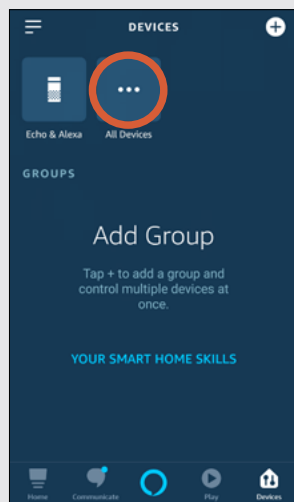 DEVICES
Echo & Alexa
All Devices
GROUPS
Add Group
Tap + to add a group and
control multiple devices at
once.
YOUR SMART HOME SKILLS
Home
Communicate
Play
Devices